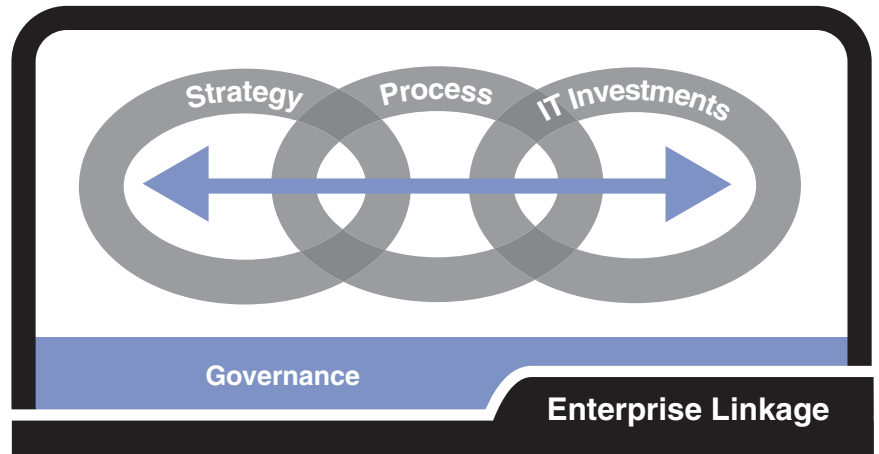 Strategy
Process
IT Investments
Governance
Enterprise Linkage